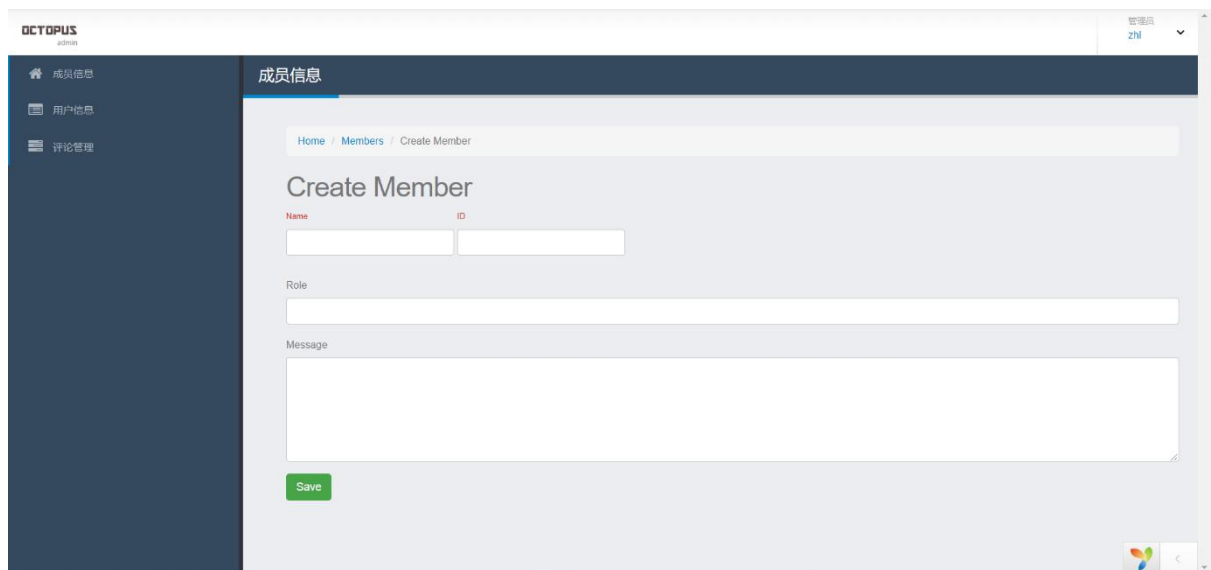 OCTOPUS
admin
管理员
zhl
成员信息
用户信息
评论管理
成员信息
Home / Members / Create Member
Create Member
Name ID
Role
Message
Save